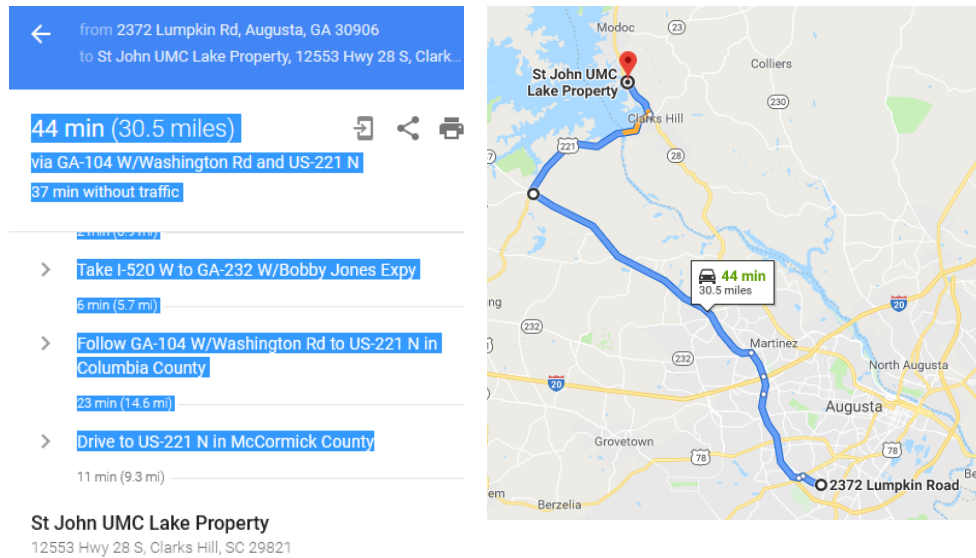 from 2372 Lumpkin Rd, Augusta, GA 30906
to St John UMC Lake Property, 12553 Hwy 28 S, Clark...
44 min (30.5 miles)
via GA-104 W/Washington Rd and US-221 N
37 min without traffic
Take I-520 W to GA-232 W/Bobby Jones Expy
6 min (5.7 mi)
Follow GA-104 W/Washington Rd to US-221 N in
Columbia County
23 min (14.6 mi)
Drive to US-221 N in McCormick County
11 min (9.3 mi)
St John UMC Lake Property
12553 Hwy 28 S, Clarks Hill, SC 29821
Modoc
23
Colliers
St John UMC
Lake Property
230
Clarks Hill
221
28
44 min
30.5 miles
20
232
Martinez
232
20
North Augusta
Augusta
Grovetown
78
78
2372 Lumpkin Road
Berzelia